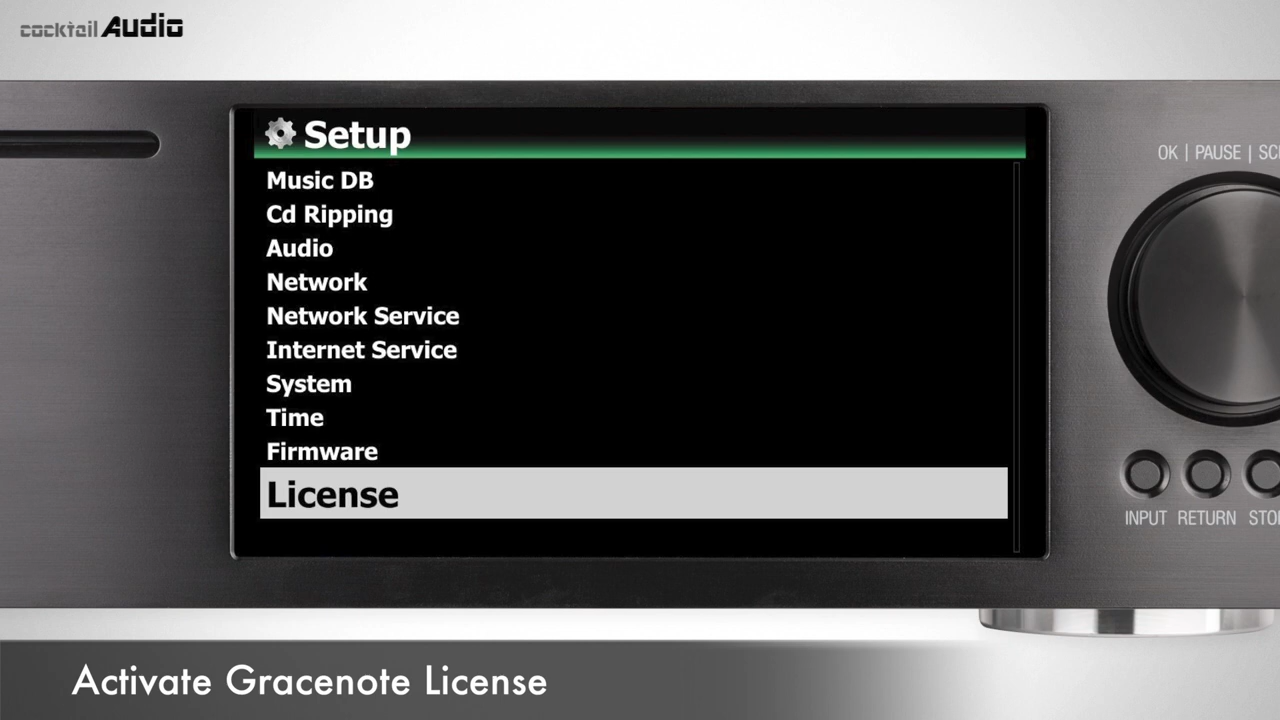 cocktail Audio
Setup
OK | PAUSE |
Music DB
Cd Ripping
Audio
Network
Network Service
Internet Service
System
Time
Firmware
License
INPUT RETURN
Activate Gracenote License